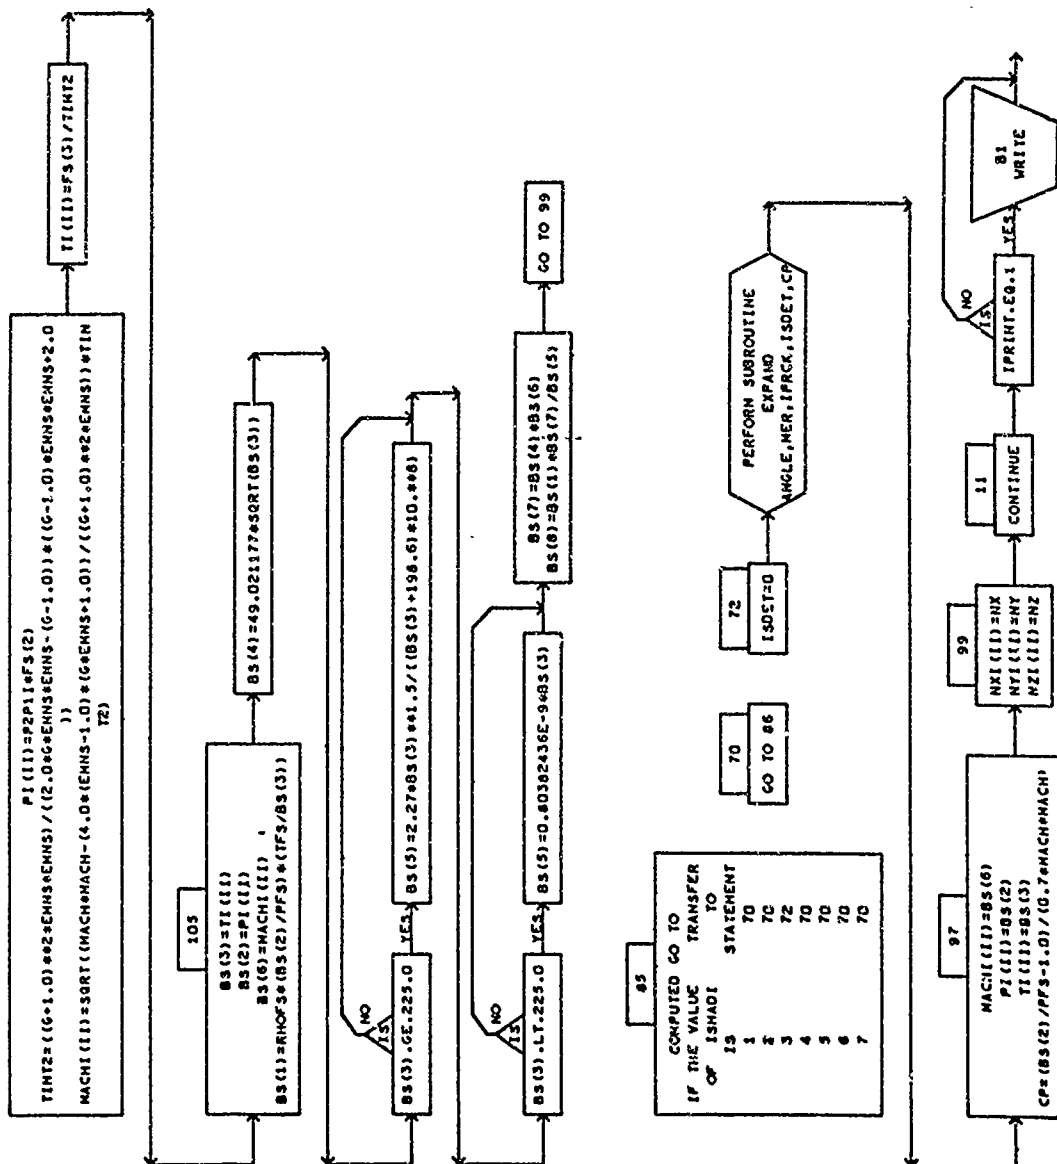 PI(II)=P2P1I*FS(2)
TINT2=((G+1.0)**2*EMNS*EMNS)/((2.0*G*EMNS*EMNS-(G-1.0))*((G-1.0)*EMNS*EMNS+2.0
))
MACHI(II)=SQRT((MACH*MACH-(4.0*(EMNS-1.0)*(G*EMNS+1.0))/((G+1.0)**2*EMNS))*TIN
T2)
TI(II)=FS(3)/TINT2
105
BS(3)=TI(II)
BS(2)=PI(II)
BS(6)=MACHI(II)
BS(1)=RHOFS*(BS(2)/PFS)*(TFS/BS(3))
BS(4)=49.021177*SQRT(BS(3))
NO
IS
BS(3).GE.225.0
YES
BS(5)=2.27*BS(3)**1.5/((BS(3)+198.6)*10.**8)
NO
IS
BS(3).LT.225.0
YES
BS(5)=0.80382436E-9*BS(3)
BS(7)=BS(4)*BS(6)
BS(8)=BS(1)*BS(7)/BS(5)
GO TO 99
85
COMPUTED GO TO
IF THE VALUE TRANSFER
OF ISHADI TO
IS STATEMENT
1 70
2 70
3 72
4 70
5 70
6 70
7 70
70
GO TO 86
72
ISDET=0
PERFORM SUBROUTINE
EXPAND
ANGLE,MER,IPRCK,ISDET,CP
97
MACHI(II)=BS(6)
PI(II)=BS(2)
TI(II)=BS(3)
CP=(BS(2)/PFS-1.0)/(0.7*MACH*MACH)
99
NXI(II)=NX
NYI(II)=NY
NZI(II)=NZ
11
CONTINUE
NO
IS
IPRINT.EQ.1
YES
81
WRITE